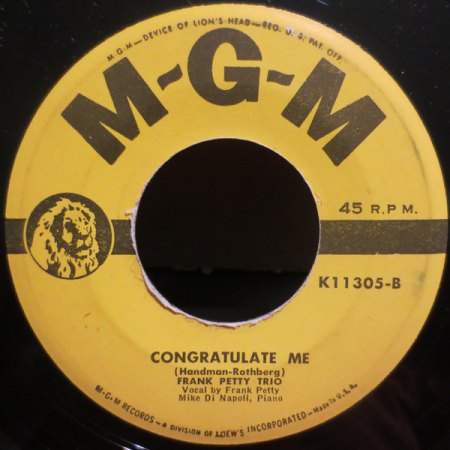 M-G-M—DEVICE OF LION'S-HEAD—REG. U. S. PAT. OFF.
M-G-M
45 R.P.M.
K11305-B
CONGRATULATE ME
(Handman-Rothberg)
FRANK PETTY TRIO
Vocal by Frank Petty
Mike Di Napoli, Piano
M-G-M RECORDS—A DIVISION OF LOEW'S INCORPORATED—Made in U.S.A.